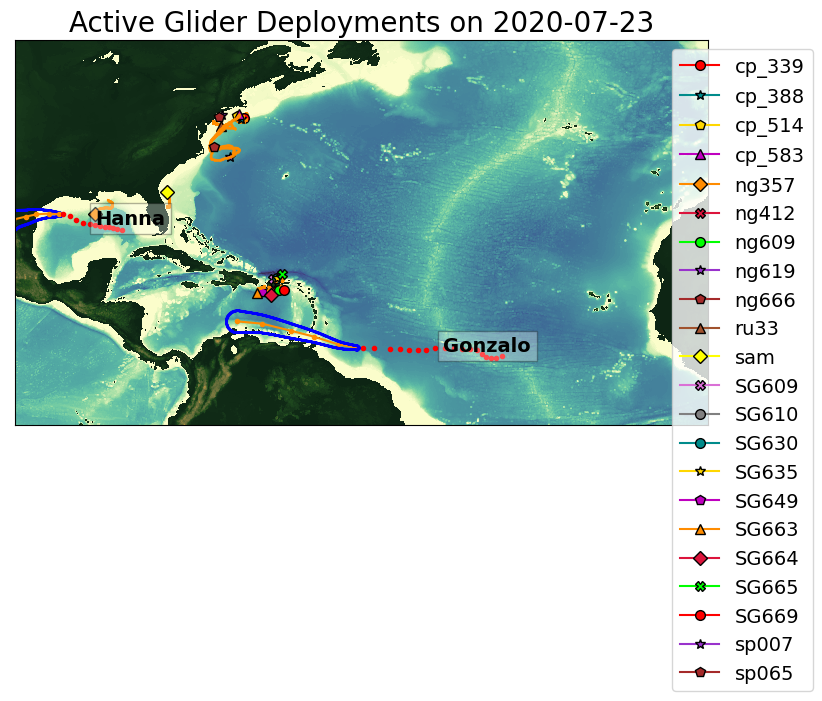 Active Glider Deployments on 2020-07-23
Hanna
Gonzalo
cp_339
cp_388
cp_514
cp_583
ng357
ng412
ng609
ng619
ng666
ru33
sam
SG609
SG610
SG630
SG635
SG649
SG663
SG664
SG665
SG669
sp007
sp065